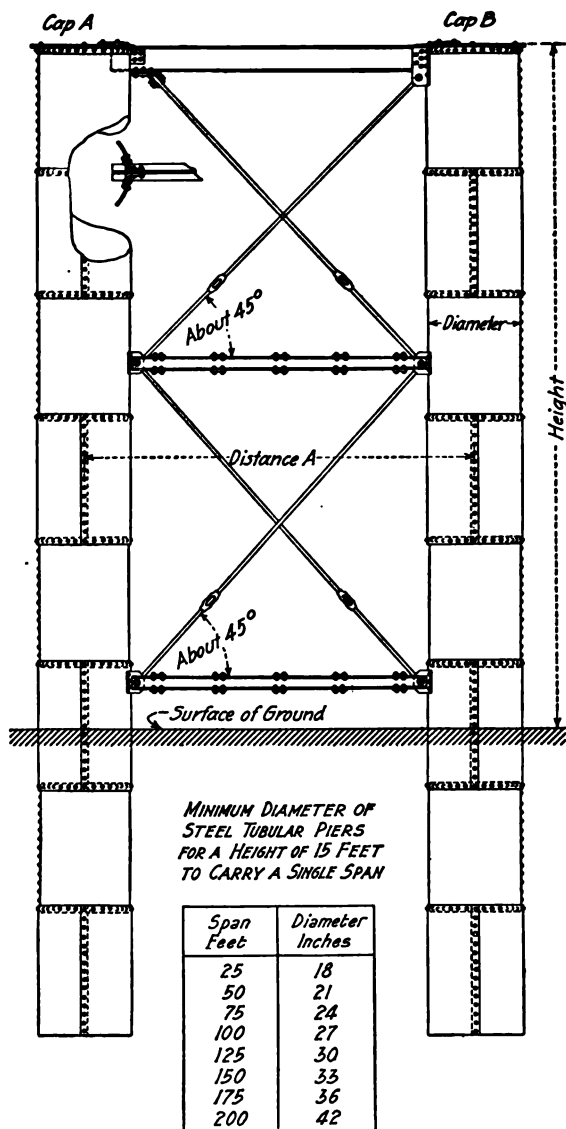 Cap A
Cap B
About 45°
Diameter
Height
Distance A
About 45°
Surface of Ground
MINIMUM DIAMETER OF
STEEL TUBULAR PIERS
FOR A HEIGHT OF 15 FEET
TO CARRY A SINGLE SPAN
Span Feet Diameter Inches
25 18
50 21
75 24
100 27
125 30
150 33
175 36
200 42